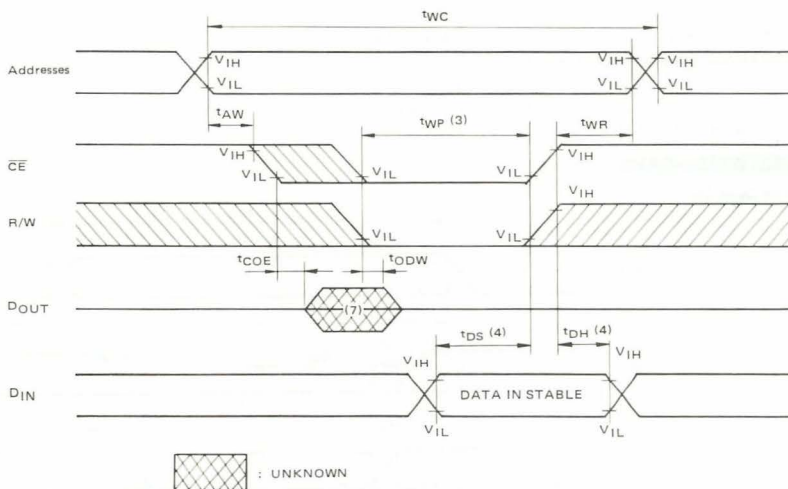 tWC
Addresses
VIH
VIL
VIH
VIL
VIH
VIL
tAW
tWP (3)
tWR
CE
VIH
VIL
VIL
VIL
VIH
R/W
VIL
VIL
VIH
tCOE
tODW
DOUT
(7)
tDS (4)
tDH (4)
DIN
VIH
VIH
DATA IN STABLE
VIL
VIL
: UNKNOWN